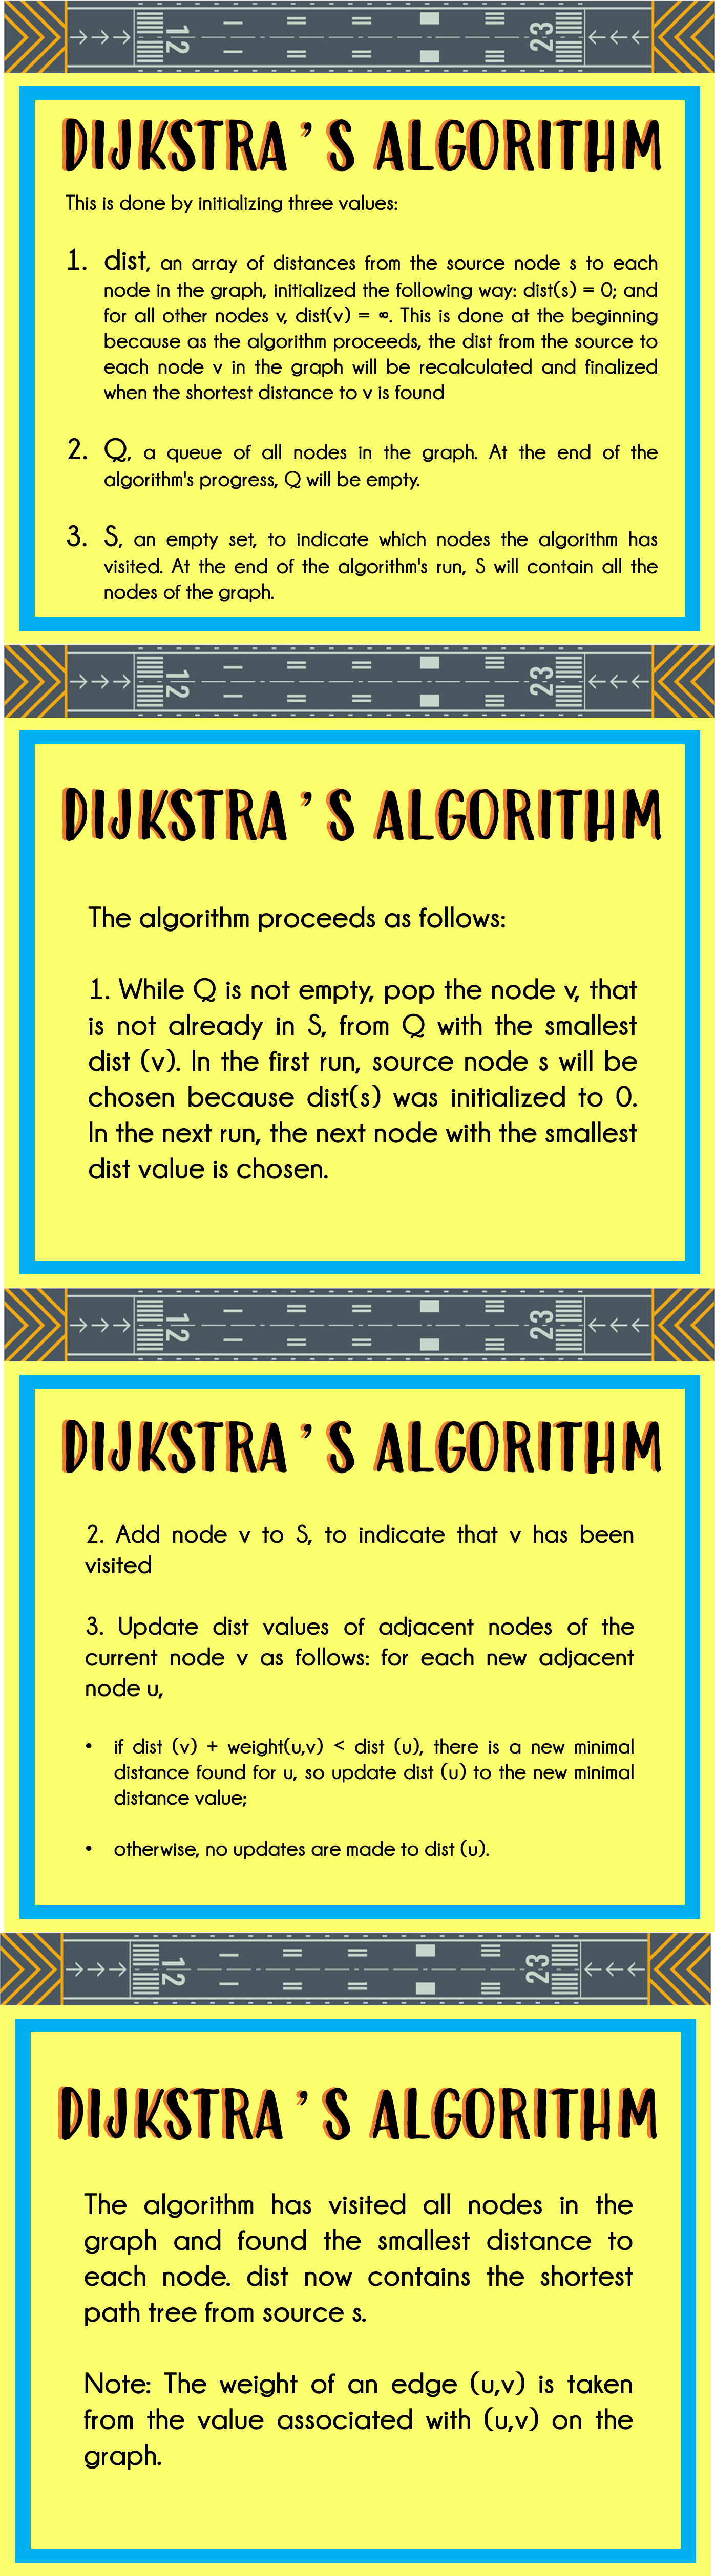 12
23
DIJKSTRA'S ALGORITHM
This is done by initializing three values:
1. dist, an array of distances from the source node s to each
node in the graph, initialized the following way: dist(s) = 0; and
for all other nodes v, dist(v) = ∞. This is done at the beginning
because as the algorithm proceeds, the dist from the source to
each node v in the graph will be recalculated and finalized
when the shortest distance to v is found
2. Q, a queue of all nodes in the graph. At the end of the
algorithm's progress, Q will be empty.
3. S, an empty set, to indicate which nodes the algorithm has
visited. At the end of the algorithm's run, S will contain all the
nodes of the graph.
12
23
DIJKSTRA'S ALGORITHM
The algorithm proceeds as follows:
1. While Q is not empty, pop the node v, that
is not already in S, from Q with the smallest
dist (v). In the first run, source node s will be
chosen because dist(s) was initialized to 0.
In the next run, the next node with the smallest
dist value is chosen.
12
23
DIJKSTRA'S ALGORITHM
2. Add node v to S, to indicate that v has been
visited
3. Update dist values of adjacent nodes of the
current node v as follows: for each new adjacent
node u,
• if dist (v) + weight(u,v) < dist (u), there is a new minimal
distance found for u, so update dist (u) to the new minimal
distance value;
• otherwise, no updates are made to dist (u).
12
23
DIJKSTRA'S ALGORITHM
The algorithm has visited all nodes in the
graph and found the smallest distance to
each node. dist now contains the shortest
path tree from source s.
Note: The weight of an edge (u,v) is taken
from the value associated with (u,v) on the
graph.